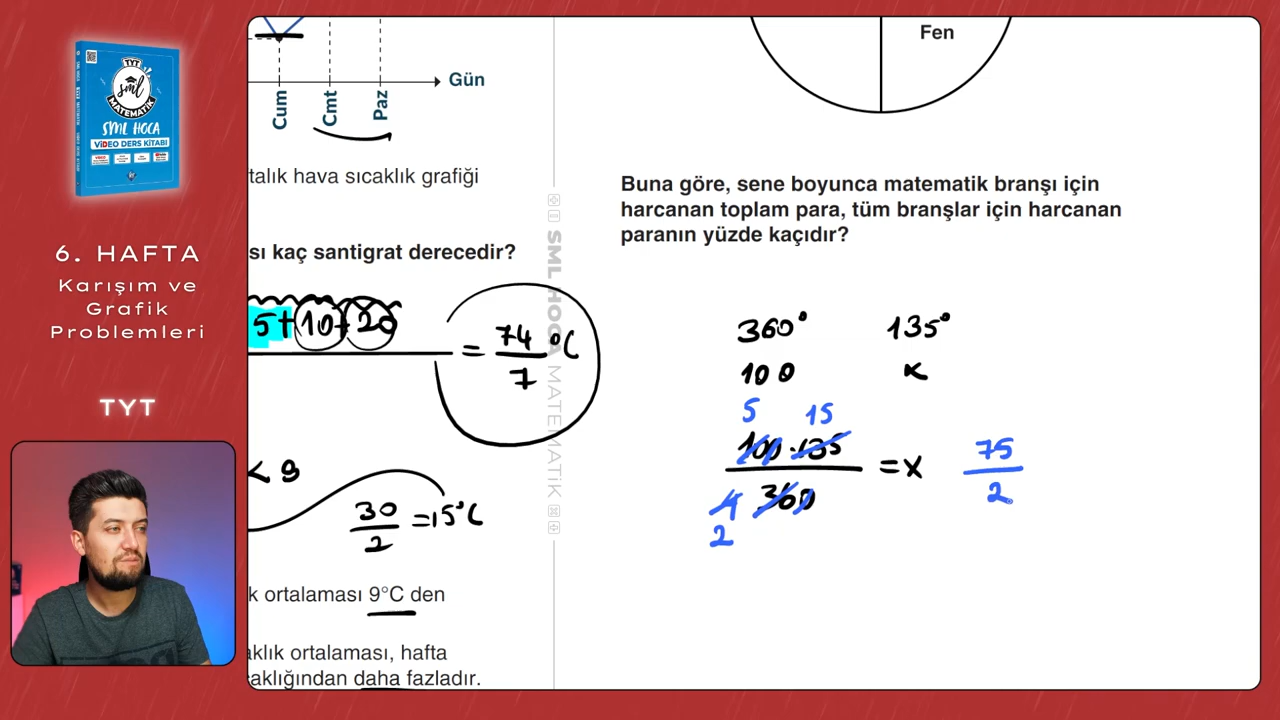 TYT
sml
MATEMATİK
SML HOCA
VİDEO DERS KİTABI
6. HAFTA
Karışım ve
Grafik
Problemleri
TYT
Gün
Cum
Cmt
Paz
talık hava sıcaklık grafiği
sı kaç santigrat derecedir?
5+10+20
= 74 °C
7
< 9
30 =15°C
2
k ortalaması 9°C den
aklık ortalaması, hafta
caklığından daha fazladır.
SML HOCA MATEMATİK
Fen
Buna göre, sene boyunca matematik branşı için
harcanan toplam para, tüm branşlar için harcanan
paranın yüzde kaçıdır?
360° 135°
100 x
5 15
100.135 = x 75
360 2
4
2